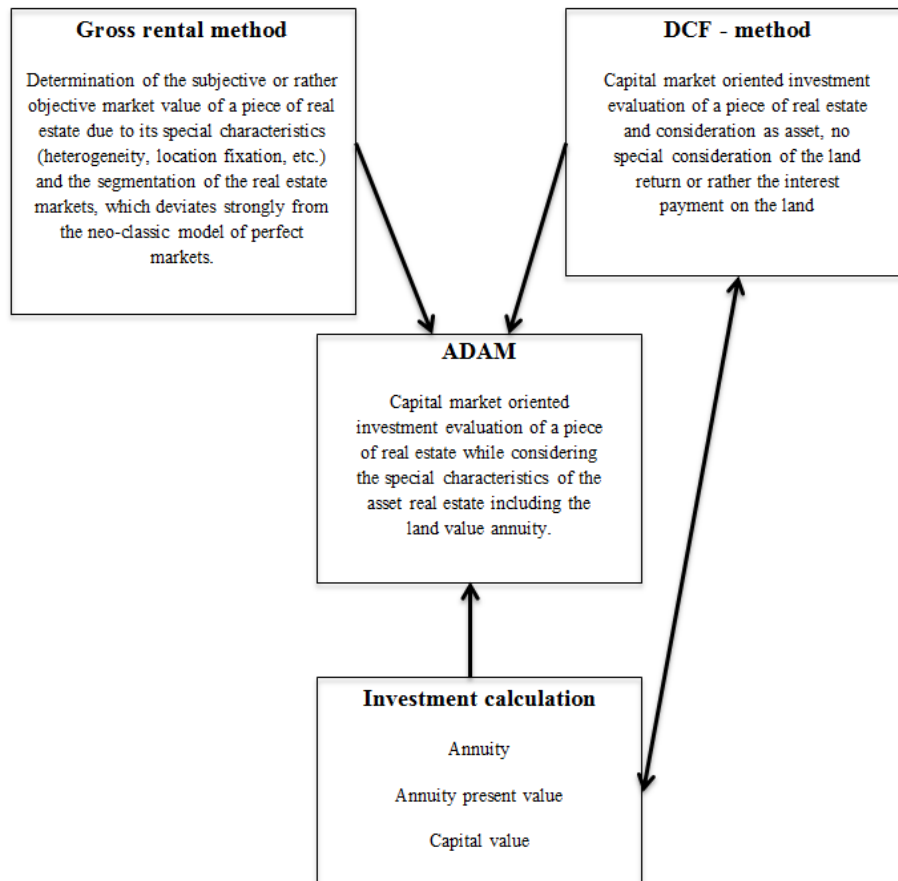 Gross rental method
Determination of the subjective or rather
objective market value of a piece of real
estate due to its special characteristics
(heterogeneity, location fixation, etc.)
and the segmentation of the real estate
markets, which deviates strongly from
the neo-classic model of perfect
markets.
DCF - method
Capital market oriented investment
evaluation of a piece of real estate
and consideration as asset, no
special consideration of the land
return or rather the interest
payment on the land
ADAM
Capital market oriented
investment evaluation of a piece
of real estate while considering
the special characteristics of the
asset real estate including the
land value annuity.
Investment calculation
Annuity
Annuity present value
Capital value